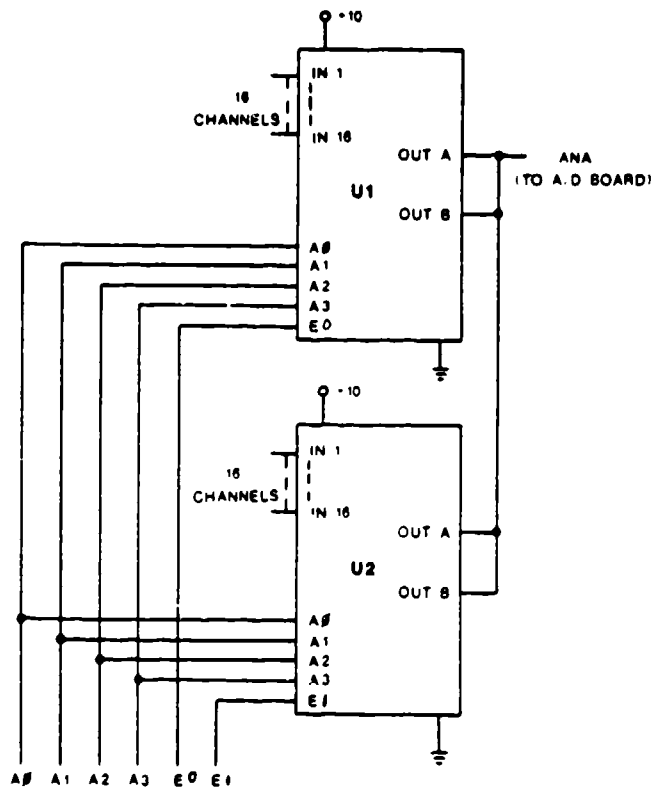 -10
IN 1
16
CHANNELS
IN 16
OUT A
ANA
(TO A.D BOARD)
U1
OUT B
AØ
A1
A2
A3
E0
-10
IN 1
16
CHANNELS
IN 16
OUT A
U2
OUT B
AØ
A1
A2
A3
E1
AØ A1 A2 A3 E0 E1